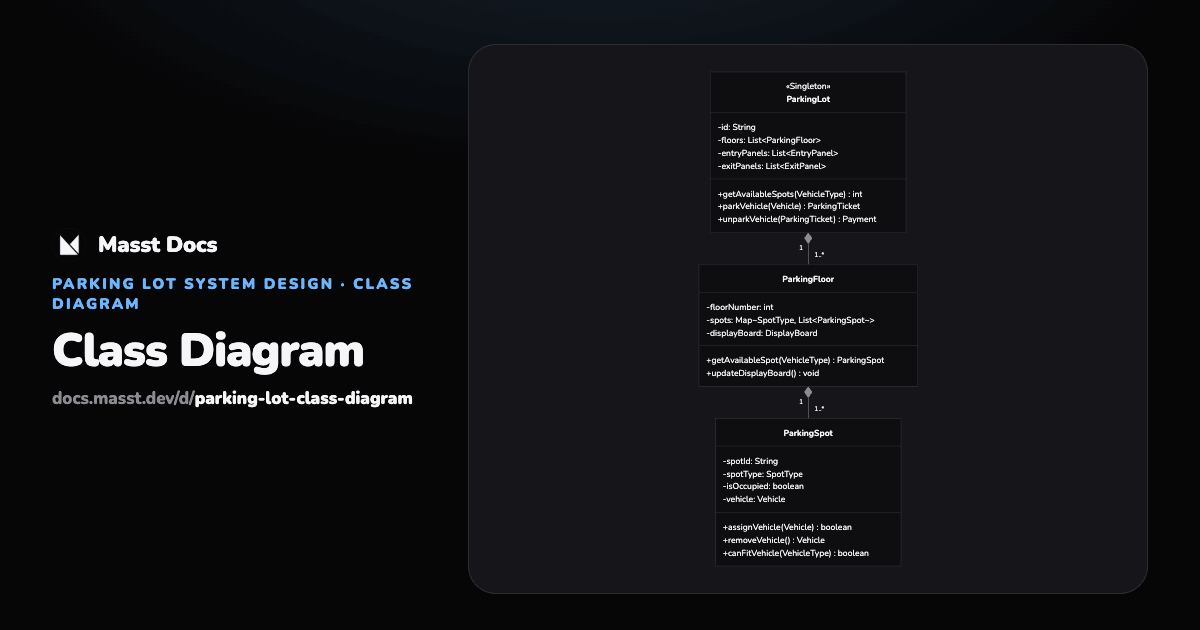 Masst Docs
PARKING LOT SYSTEM DESIGN · CLASS
DIAGRAM
Class Diagram
docs.masst.dev/d/parking-lot-class-diagram
«Singleton»
ParkingLot
-id: String
-floors: List<ParkingFloor>
-entryPanels: List<EntryPanel>
-exitPanels: List<ExitPanel>
+getAvailableSpots(VehicleType) : int
+parkVehicle(Vehicle) : ParkingTicket
+unparkVehicle(ParkingTicket) : Payment
1
1..*
ParkingFloor
-floorNumber: int
-spots: Map~SpotType, List<ParkingSpot~>
-displayBoard: DisplayBoard
+getAvailableSpot(VehicleType) : ParkingSpot
+updateDisplayBoard() : void
1
1..*
ParkingSpot
-spotId: String
-spotType: SpotType
-isOccupied: boolean
-vehicle: Vehicle
+assignVehicle(Vehicle) : boolean
+removeVehicle() : Vehicle
+canFitVehicle(VehicleType) : boolean